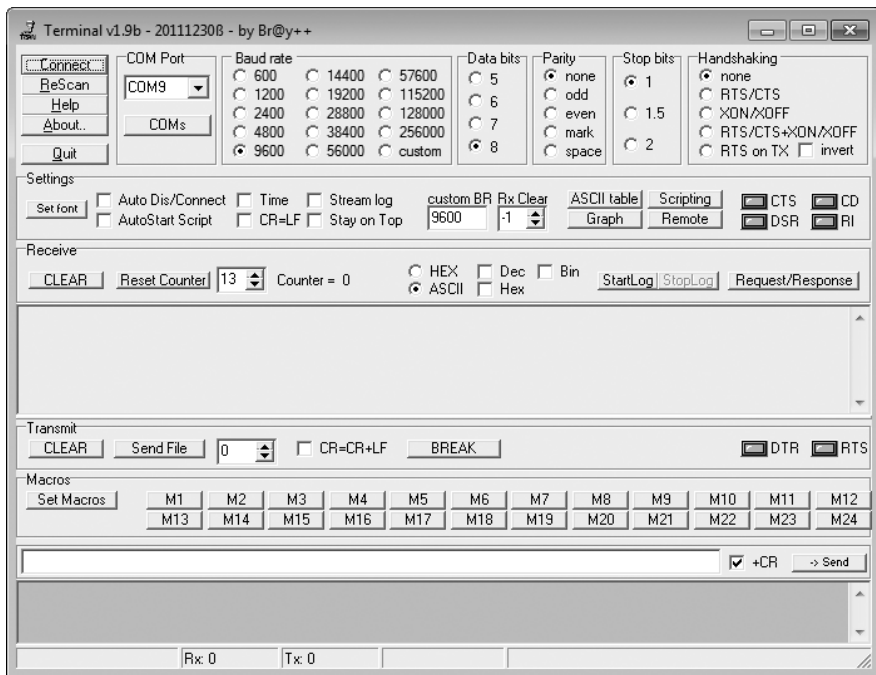 Terminal v1.9b - 20111230ß - by Br@y++
Connect
ReScan
Help
About..
Quit
COM Port
COM9
COMs
Baud rate
600 14400 57600
1200 19200 115200
2400 28800 128000
4800 38400 256000
9600 56000 custom
Data bits
5
6
7
8
Parity
none
odd
even
mark
space
Stop bits
1
1.5
2
Handshaking
none
RTS/CTS
XON/XOFF
RTS/CTS+XON/XOFF
RTS on TX invert
Settings
Set font
Auto Dis/Connect Time Stream log
AutoStart Script CR=LF Stay on Top
custom BR Rx Clear
9600 -1
ASCII table Scripting
Graph Remote
CTS CD
DSR RI
Receive
CLEAR Reset Counter 13 Counter = 0
HEX Dec Bin
ASCII Hex
StartLog StopLog Request/Response
Transmit
CLEAR Send File 0 CR=CR+LF BREAK DTR RTS
Macros
Set Macros M1 M2 M3 M4 M5 M6 M7 M8 M9 M10 M11 M12
M13 M14 M15 M16 M17 M18 M19 M20 M21 M22 M23 M24
+CR -> Send
Rx: 0 Tx: 0